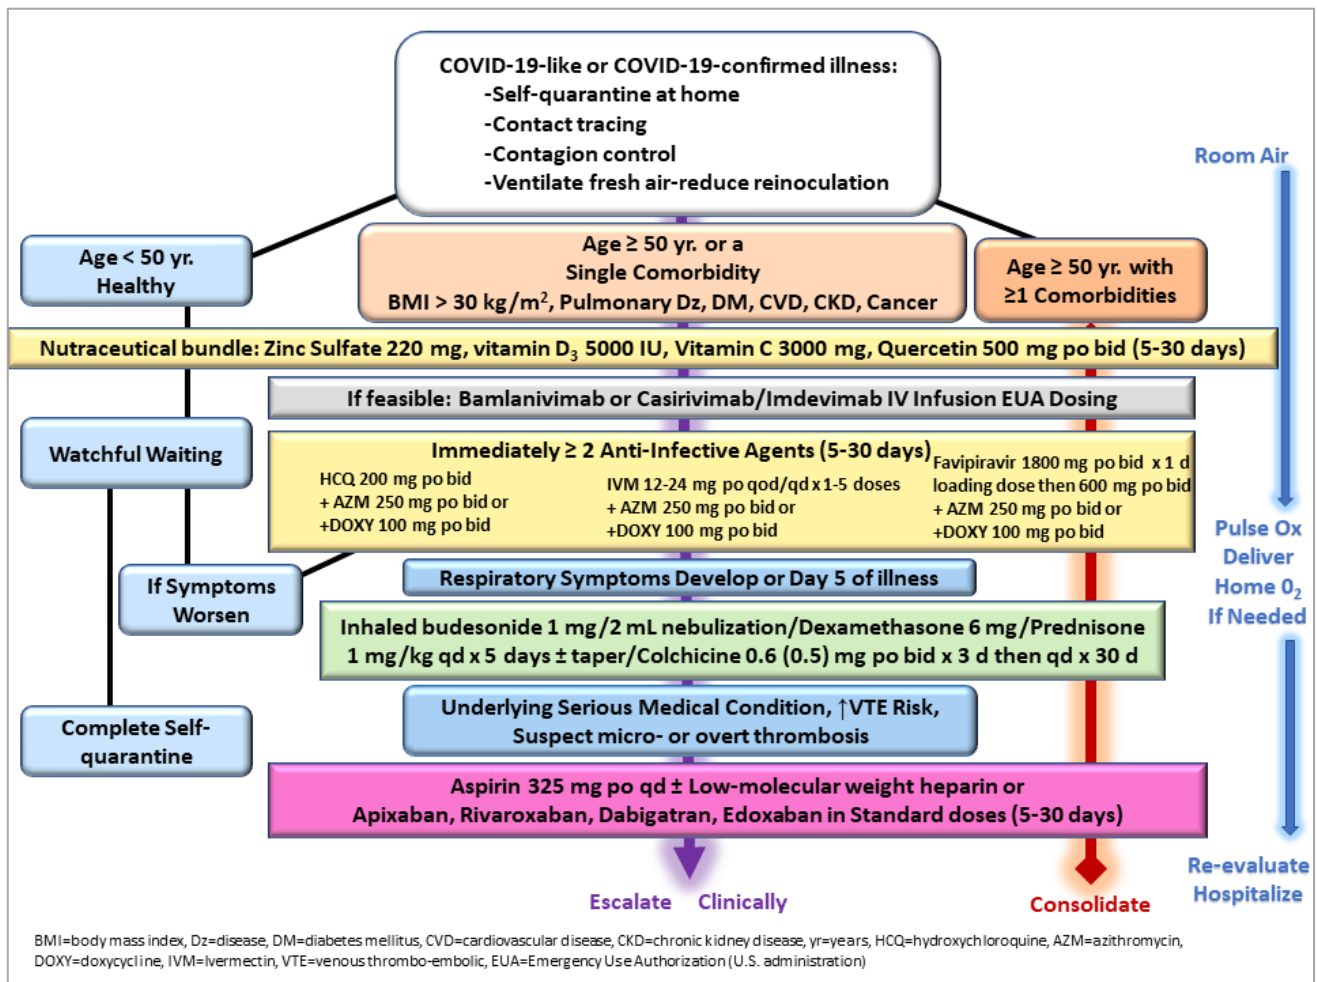 COVID-19-like or COVID-19-confirmed illness:
-Self-quarantine at home
-Contact tracing
-Contagion control
-Ventilate fresh air-reduce reinoculation
Room Air
Age < 50 yr.
Healthy
Age ≥ 50 yr. or a
Single Comorbidity
BMI > 30 kg/m², Pulmonary Dz, DM, CVD, CKD, Cancer
Age ≥ 50 yr. with
≥1 Comorbidities
Nutraceutical bundle: Zinc Sulfate 220 mg, vitamin D₃ 5000 IU, Vitamin C 3000 mg, Quercetin 500 mg po bid (5-30 days)
If feasible: Bamlanivimab or Casirivimab/Imdevimab IV Infusion EUA Dosing
Watchful Waiting
Immediately ≥ 2 Anti-Infective Agents (5-30 days)
HCQ 200 mg po bid
+ AZM 250 mg po bid or
+DOXY 100 mg po bid
IVM 12-24 mg po qod/qd x 1-5 doses
+ AZM 250 mg po bid or
+DOXY 100 mg po bid
Favipiravir 1800 mg po bid x 1 d
loading dose then 600 mg po bid
+ AZM 250 mg po bid or
+DOXY 100 mg po bid
Pulse Ox
Deliver
Home 0₂
If Needed
If Symptoms
Worsen
Respiratory Symptoms Develop or Day 5 of illness
Inhaled budesonide 1 mg/2 mL nebulization/Dexamethasone 6 mg/Prednisone
1 mg/kg qd x 5 days ± taper/Colchicine 0.6 (0.5) mg po bid x 3 d then qd x 30 d
Complete Self-
quarantine
Underlying Serious Medical Condition, ↑VTE Risk,
Suspect micro- or overt thrombosis
Aspirin 325 mg po qd ± Low-molecular weight heparin or
Apixaban, Rivaroxaban, Dabigatran, Edoxaban in Standard doses (5-30 days)
Re-evaluate
Hospitalize
Escalate Clinically
Consolidate
BMI=body mass index, Dz=disease, DM=diabetes mellitus, CVD=cardiovascular disease, CKD=chronic kidney disease, yr=years, HCQ=hydroxychloroquine, AZM=azithromycin,
DOXY=doxycycline, IVM=Ivermectin, VTE=venous thrombo-embolic, EUA=Emergency Use Authorization (U.S. administration)